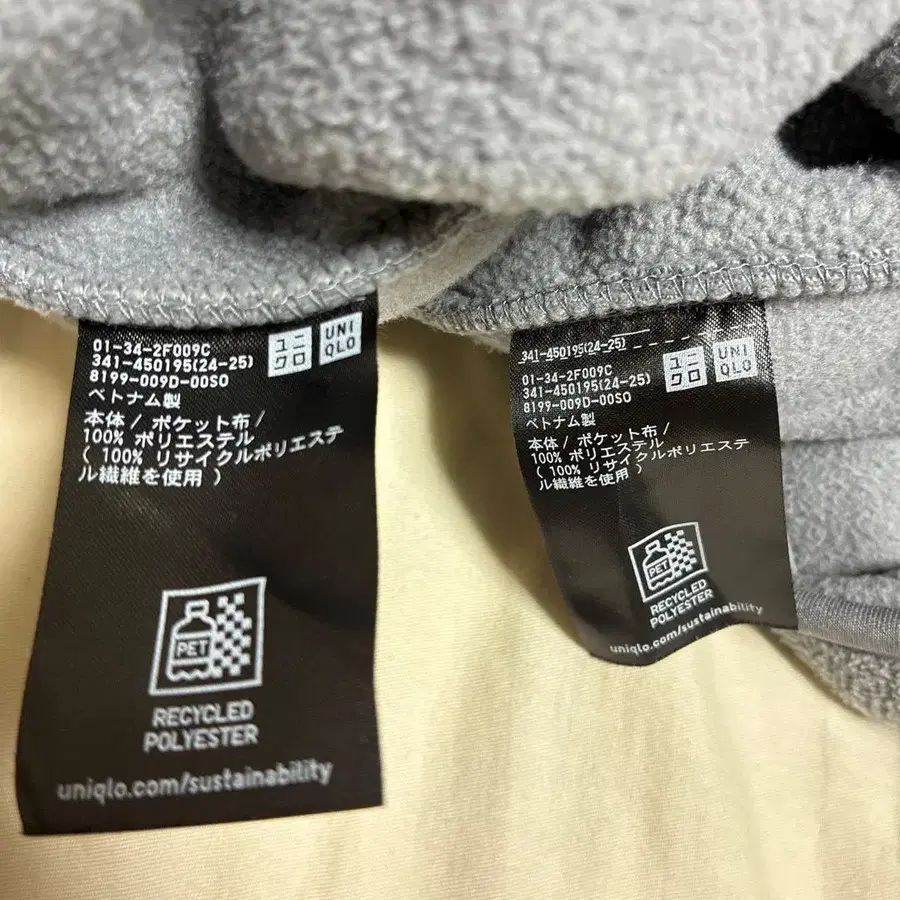 01-34-2F009C
341-450195(24-25)
8199-009D-00SO
ユニ
クロ
UNI
QLO
ベトナム製
本体/ ポケット布/
100% ポリエステル
( 100% リサイクルポリエステ
ル繊維を使用 )
PET
RECYCLED
POLYESTER
uniqlo.com/sustainability
341-450195(24-25)
01-34-2F009C
341-450195(24-25)
8199-009D-00SO
ユニ
クロ
UNI
QLO
ベトナム製
本体/ ポケット布/
100% ポリエステル
( 100% リサイクルポリエステ
ル繊維を使用 )
PET
RECYCLED
POLYESTER
uniqlo.com/sustainability